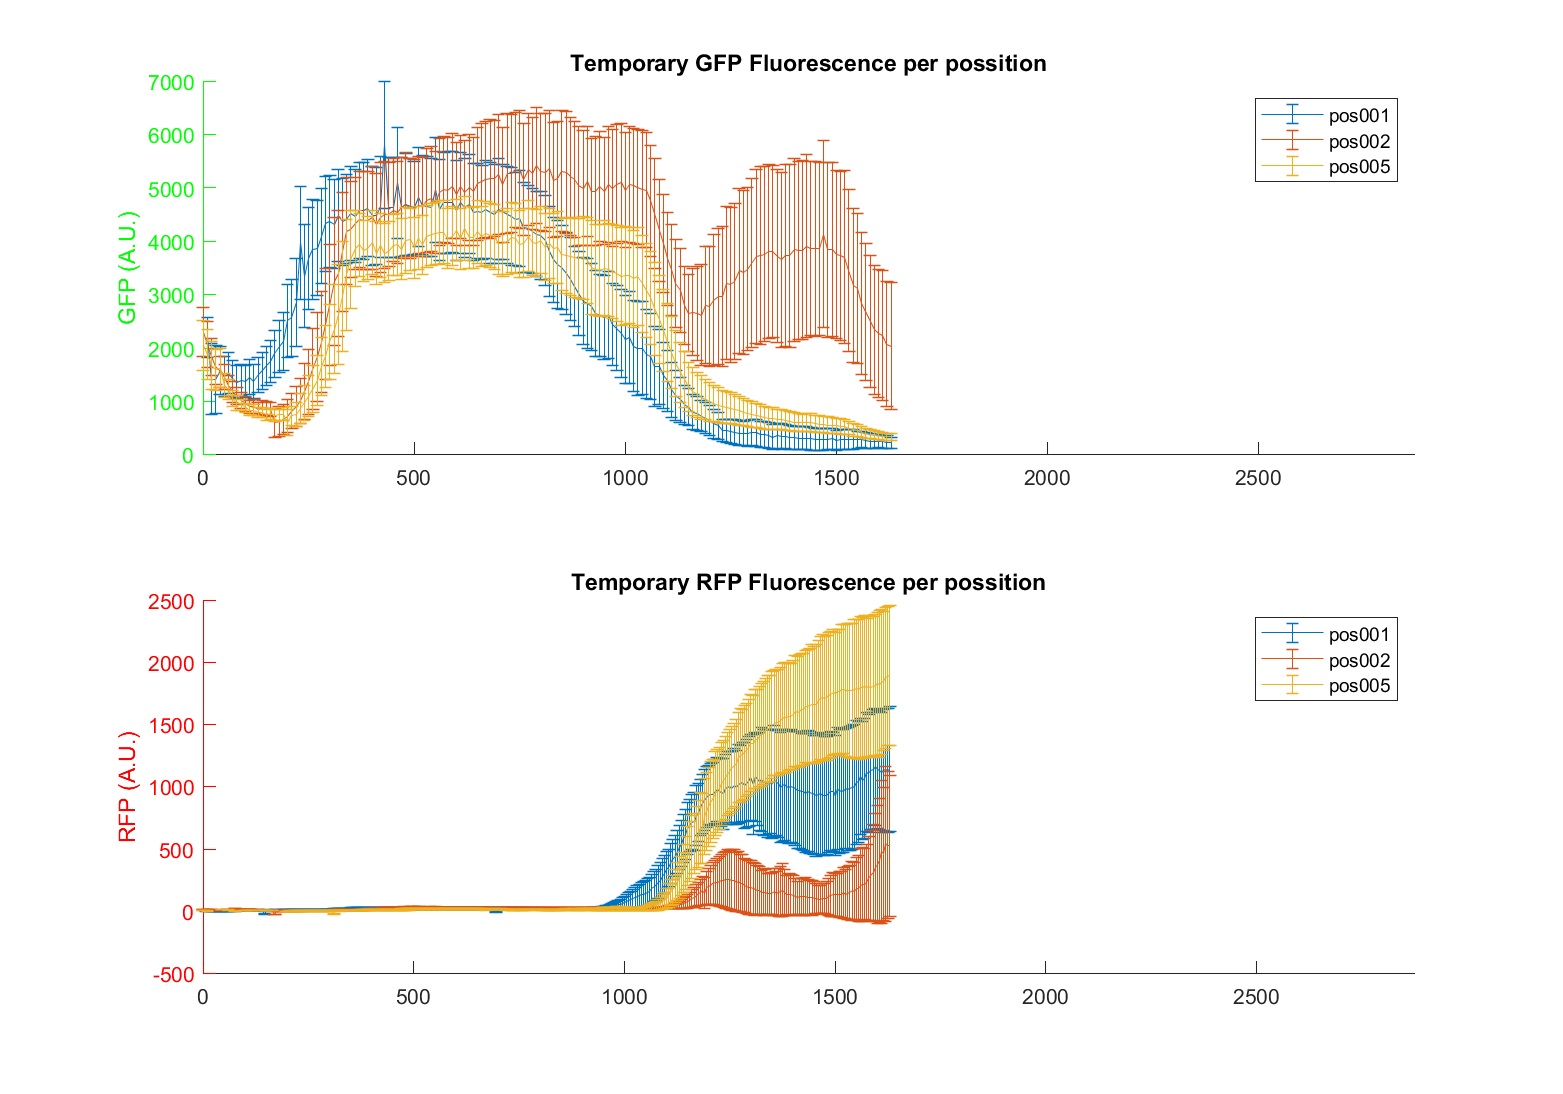 Temporary GFP Fluorescence per possition
7000
6000
5000
4000
3000
2000
1000
0
GFP (A.U.)
0 500 1000 1500 2000 2500
pos001
pos002
pos005
Temporary RFP Fluorescence per possition
2500
2000
1500
1000
500
0
-500
RFP (A.U.)
0 500 1000 1500 2000 2500
pos001
pos002
pos005